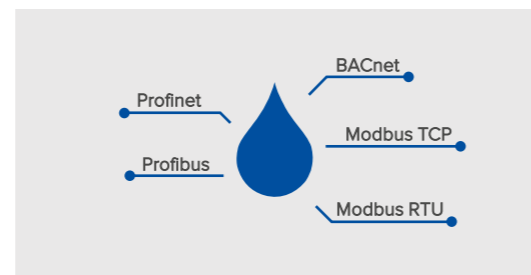 BACnet
Profinet
Modbus TCP
Profibus
Modbus RTU